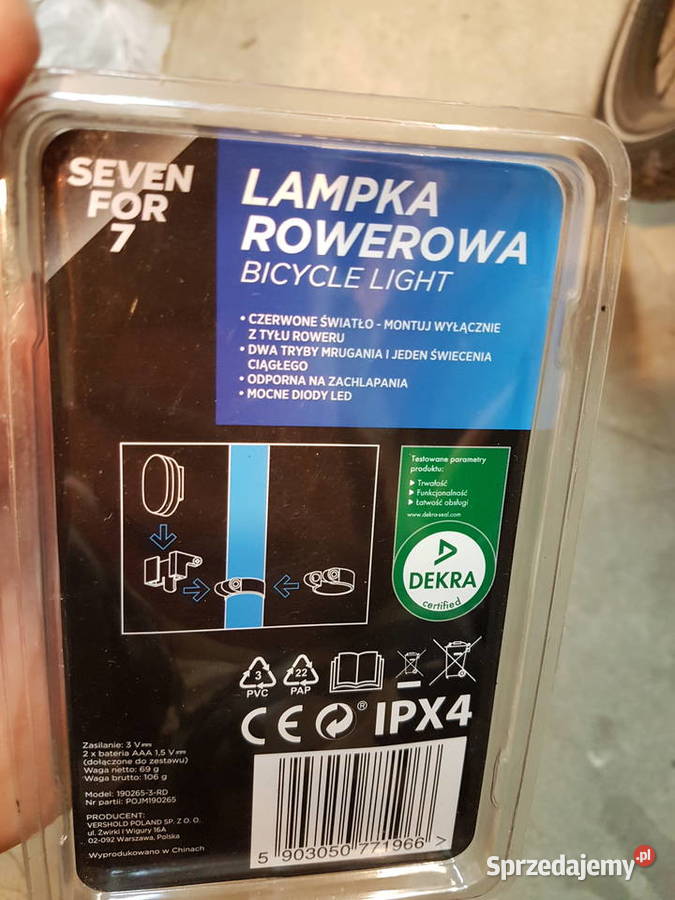 SEVEN
FOR
7
LAMPKA
ROWEROWA
BICYCLE LIGHT
• CZERWONE ŚWIATŁO - MONTUJ WYŁĄCZNIE
Z TYŁU ROWERU
• DWA TRYBY MRUGANIA I JEDEN ŚWIECENIA
CIĄGŁEGO
• ODPORNA NA ZACHLAPANIA
• MOCNE DIODY LED
Testowane parametry
produktu:
▶ Trwałość
▶ Funkcjonalność
▶ Łatwość obsługi
www.dekra-seal.com
DEKRA
certified
3
PVC
22
PAP
CE ® IPX4
Zasilanie: 3 V⎓
2 x bateria AAA 1,5 V⎓
(dołączone do zestawu)
Waga netto: 69 g
Waga brutto: 106 g
Model: 190265-3-RD
Nr partii: POJM190265
PRODUCENT:
VERSHOLD POLAND SP. Z O. O.
ul. Żwirki I Wigury 16A
02-092 Warszawa, Polska
Wyprodukowano w Chinach
5 903050 771966 >
Sprzedajemy.pl